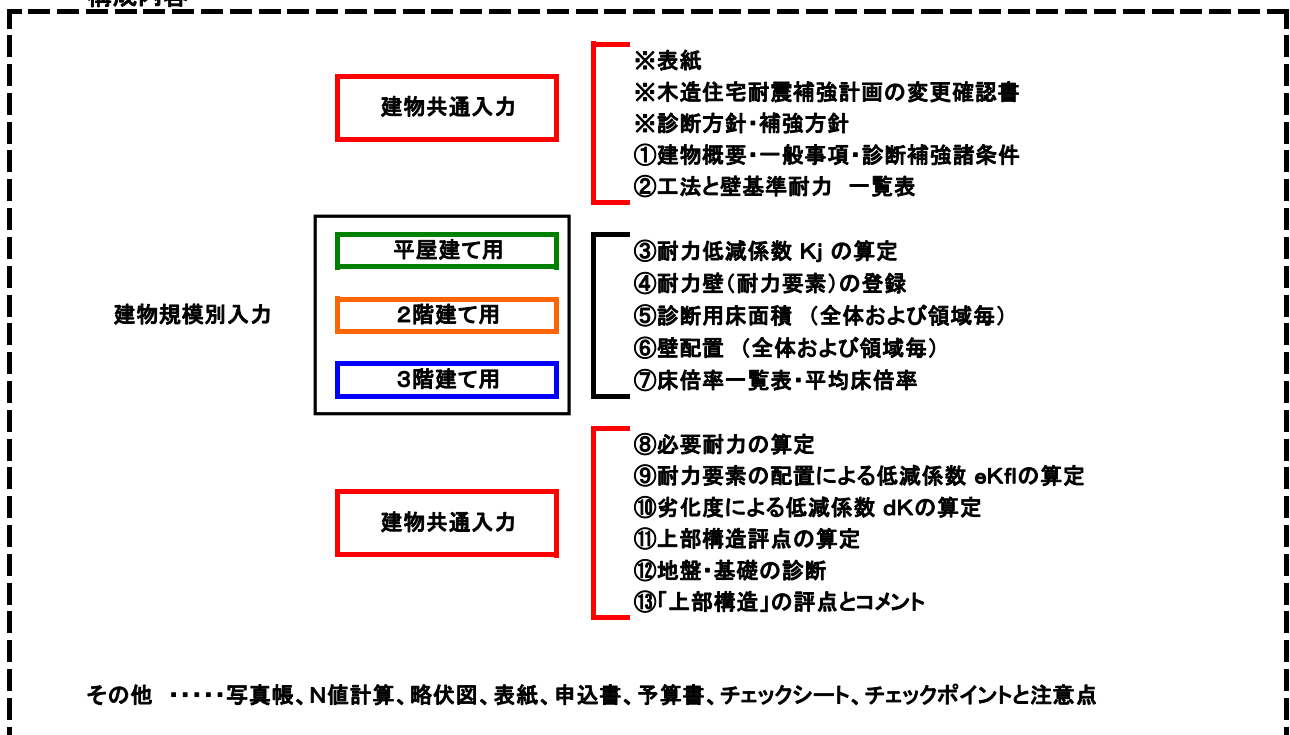 構成内容
建物共通入力
※表紙
※木造住宅耐震補強計画の変更確認書
※診断方針・補強方針
①建物概要・一般事項・診断補強諸条件
②工法と壁基準耐力　一覧表
建物規模別入力
平屋建て用
2階建て用
3階建て用
③耐力低減係数 Kj の算定
④耐力壁（耐力要素）の登録
⑤診断用床面積　（全体および領域毎）
⑥壁配置　（全体および領域毎）
⑦床倍率一覧表・平均床倍率
建物共通入力
⑧必要耐力の算定
⑨耐力要素の配置による低減係数 eKflの算定
⑩劣化度による低減係数 dKの算定
⑪上部構造評点の算定
⑫地盤・基礎の診断
⑬「上部構造」の評点とコメント
その他　・・・・・写真帳、N値計算、略伏図、表紙、申込書、予算書、チェックシート、チェックポイントと注意点